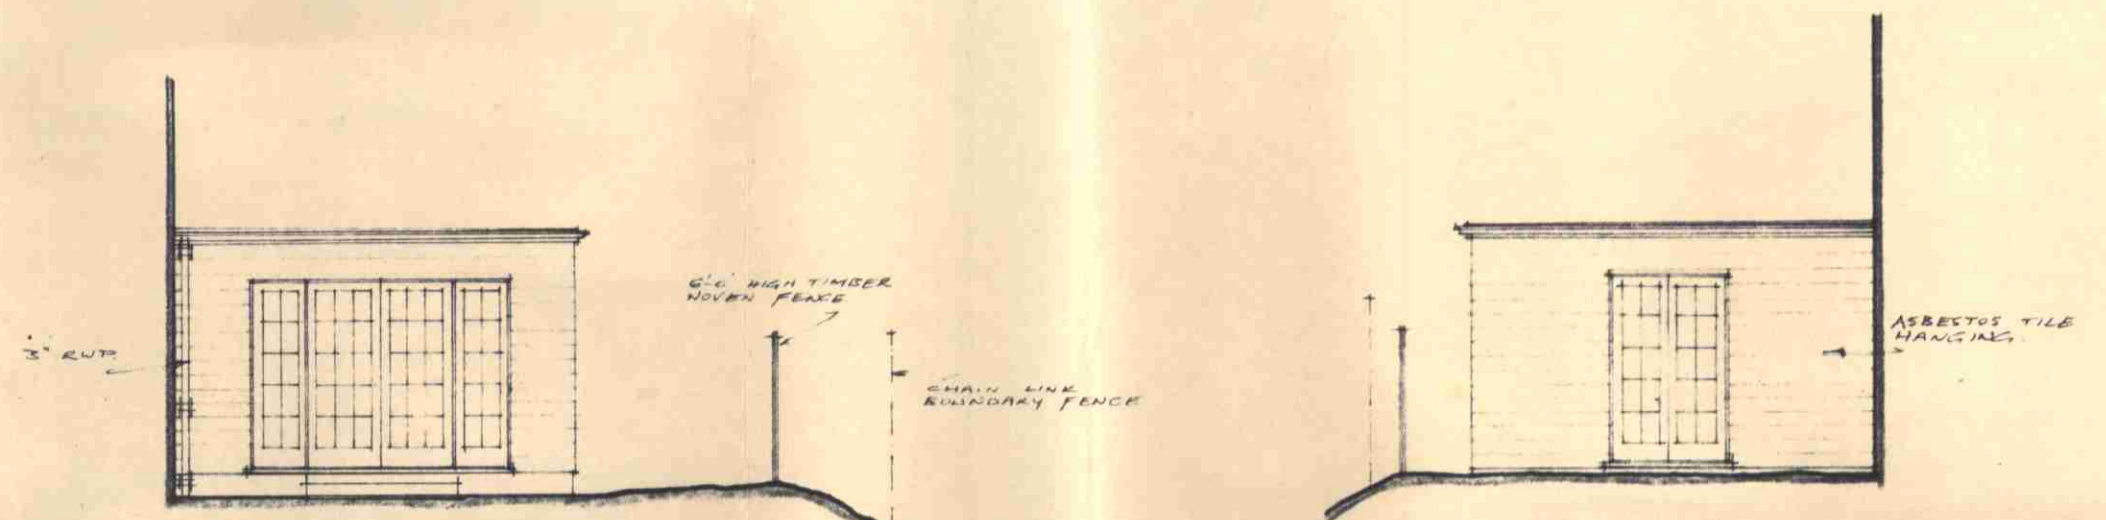 6'-0" HIGH TIMBER
WOVEN FENCE
3" RWP.
CHAIN LINK
BOUNDARY FENCE
ASBESTOS TILE
HANGING.